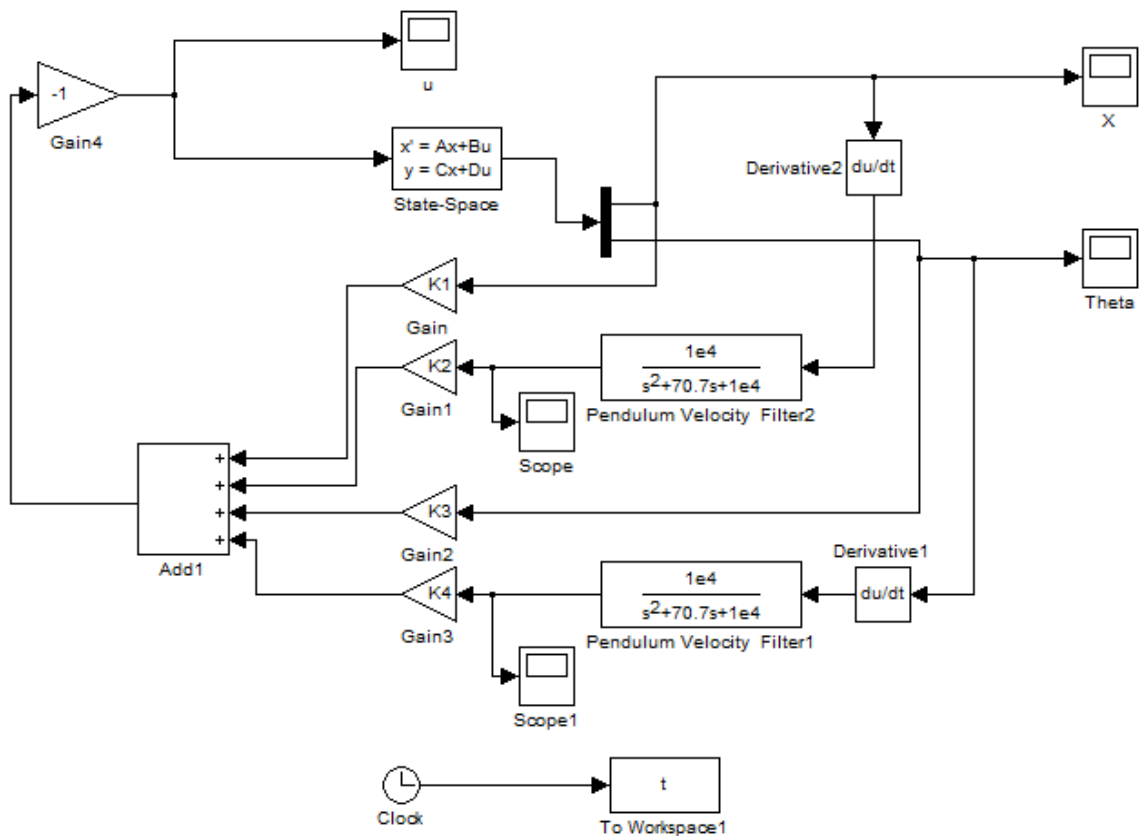 u
-1
Gain4
x' = Ax+Bu
y = Cx+Du
State-Space
X
Derivative2
du/dt
K1
Gain
Theta
K2
Gain1
1e4
s2+70.7s+1e4
Pendulum Velocity Filter2
Scope
+
+
+
+
Add1
K3
Gain2
Derivative1
du/dt
K4
Gain3
1e4
s2+70.7s+1e4
Pendulum Velocity Filter1
Scope1
Clock
t
To Workspace1